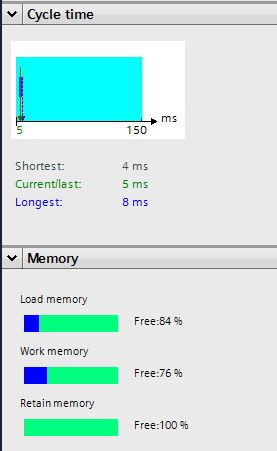 Cycle time
ms
5 150
Shortest: 4 ms
Current/last: 5 ms
Longest: 8 ms
Memory
Load memory
Free:84 %
Work memory
Free:76 %
Retain memory
Free:100 %